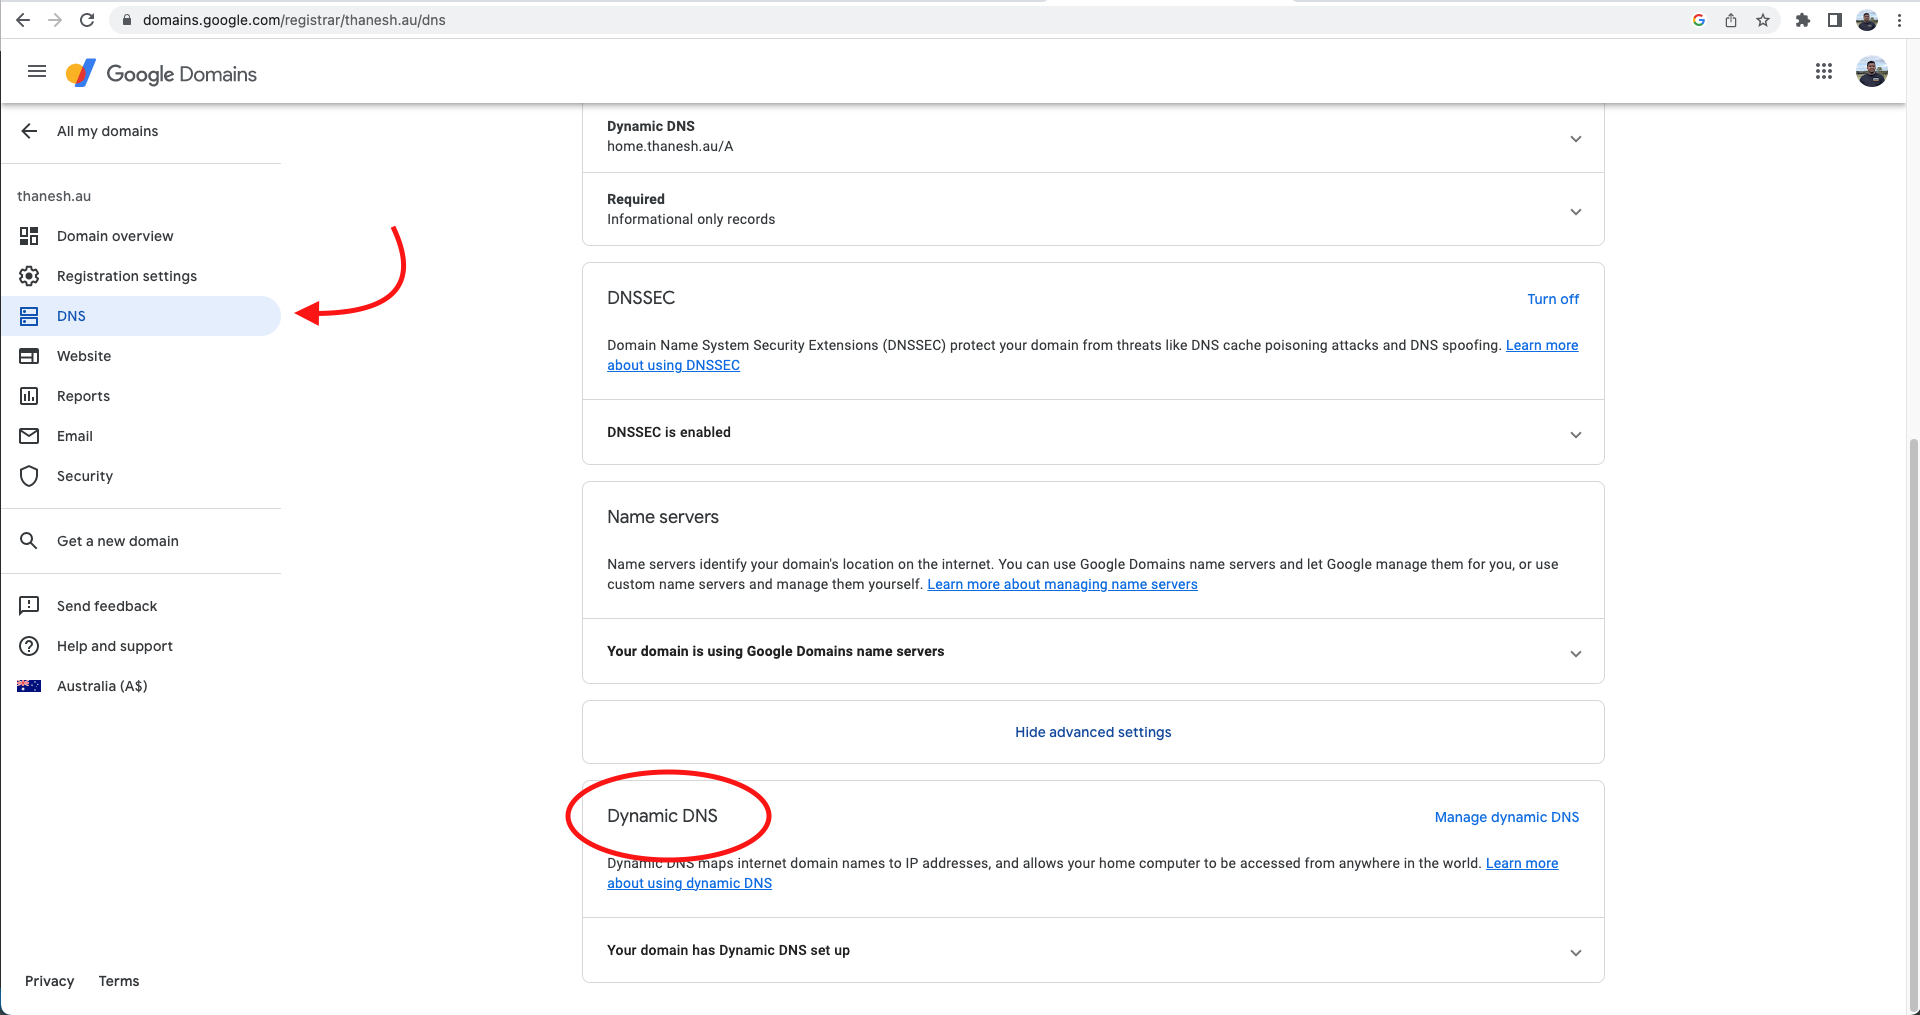 domains.google.com/registrar/thanesh.au/dns
Google Domains
All my domains
thanesh.au
Domain overview
Registration settings
DNS
Website
Reports
Email
Security
Get a new domain
Send feedback
Help and support
Australia (A$)
Privacy Terms
Dynamic DNS
home.thanesh.au/A
Required
Informational only records
DNSSEC
Turn off
Domain Name System Security Extensions (DNSSEC) protect your domain from threats like DNS cache poisoning attacks and DNS spoofing. Learn more
about using DNSSEC
DNSSEC is enabled
Name servers
Name servers identify your domain's location on the internet. You can use Google Domains name servers and let Google manage them for you, or use
custom name servers and manage them yourself. Learn more about managing name servers
Your domain is using Google Domains name servers
Hide advanced settings
Dynamic DNS
Manage dynamic DNS
Dynamic DNS maps internet domain names to IP addresses, and allows your home computer to be accessed from anywhere in the world. Learn more
about using dynamic DNS
Your domain has Dynamic DNS set up